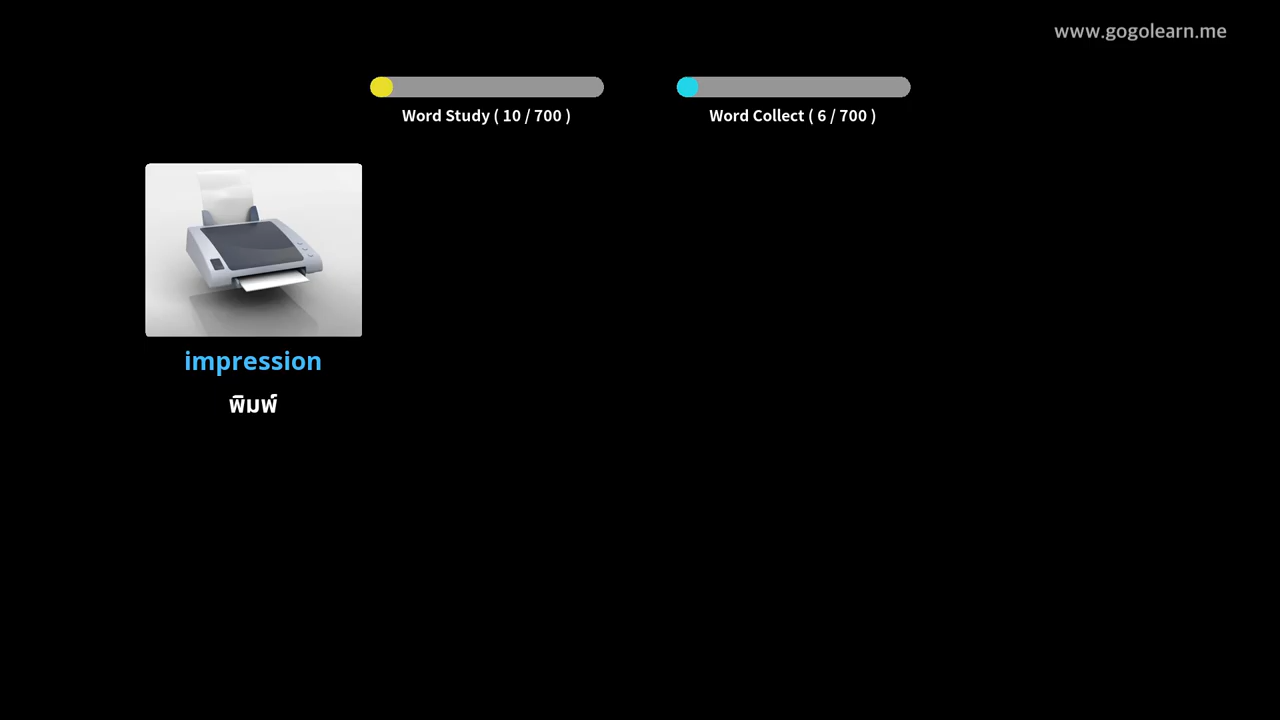 www.gogolearn.me
Word Study ( 10 / 700 )
Word Collect ( 6 / 700 )
impression
พิมพ์